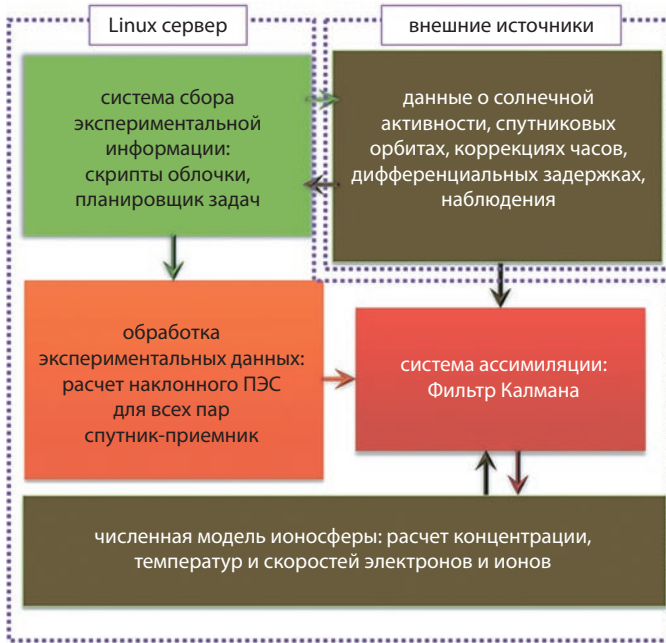 Linux сервер
внешние источники
система сбора
экспериментальной
информации:
скрипты облочки,
планировщик задач
данные о солнечной
активности, спутниковых
орбитах, коррекциях часов,
дифференциальных задержках,
наблюдения
обработка
экспериментальных данных:
расчет наклонного ПЭС
для всех пар
спутник-приемник
система ассимиляции:
Фильтр Калмана
численная модель ионосферы: расчет концентрации,
температур и скоростей электронов и ионов